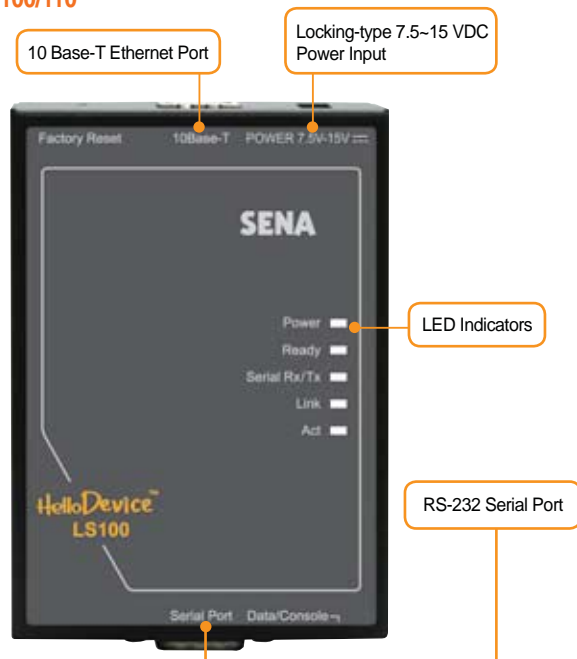 100/110
10 Base-T Ethernet Port
Locking-type 7.5~15 VDC
Power Input
Factory Reset 10Base-T POWER 7.5V-15V
SENA
Power
LED Indicators
Ready
Serial Rx/Tx
Link
Act
RS-232 Serial Port
HelloDevice™
LS100
Serial Port Data/Console